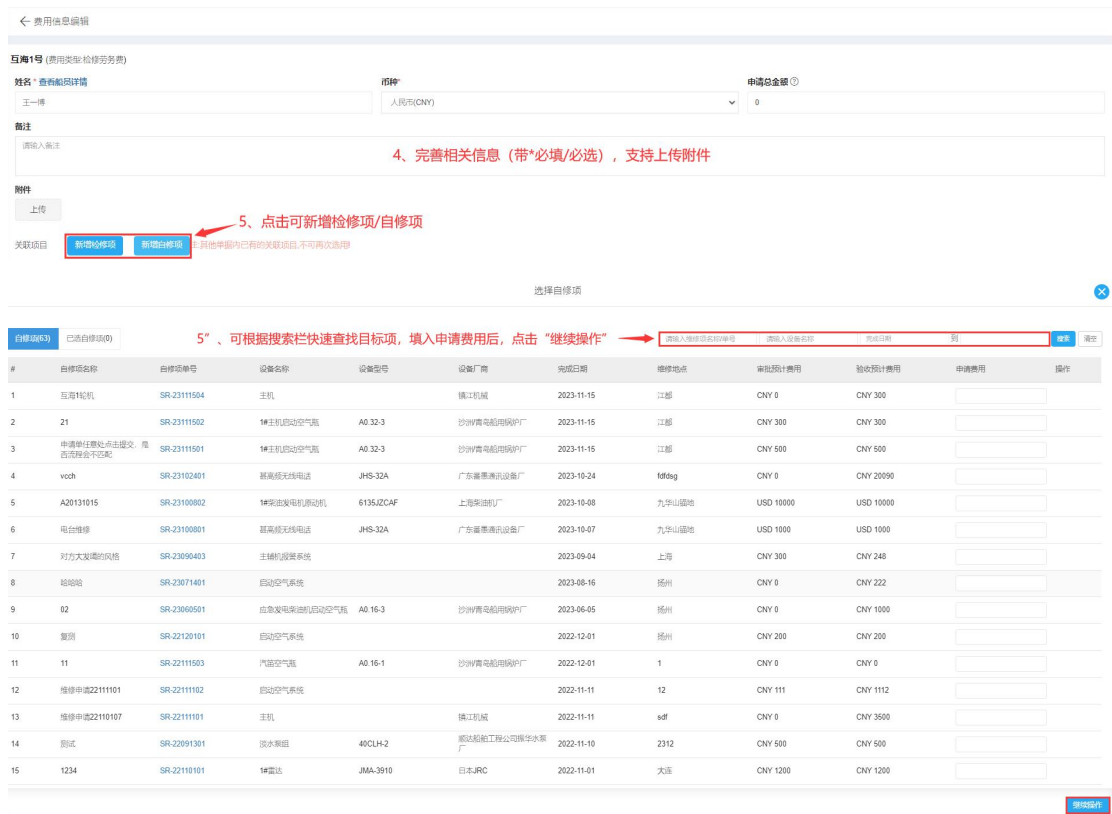 ← 费用信息编辑
互海1号 (费用类型:检修劳务费)
姓名 * 查看船员详情 币种* 申请总金额
王一博 人民币(CNY) 0
备注
请输入备注
4、完善相关信息（带*必填/必选），支持上传附件
附件
上传
5、点击可新增检修项/自修项
关联项目 新增检修项 新增自修项 注:其他单据内已有的关联项目,不可再次选用!
选择自修项
自修项(63) 已选自修项(0) 5"、可根据搜索栏快速查找目标项，填入申请费用后，点击“继续操作” 请输入维修项名称/单号 请输入设备名称 完成日期 到 搜索 清空
# 自修项名称 自修项单号 设备名称 设备型号 设备厂商 完成日期 维修地点 审批预计费用 验收预计费用 申请费用 操作
1 互海1轮机 SR-23111504 主机 镇江机械 2023-11-15 江都 CNY 0 CNY 300
2 21 SR-23111502 1#主机启动空气瓶 A0.32-3 沙洲/青岛船用锅炉厂 2023-11-15 江都 CNY 300 CNY 300
3 申请单任意处点击提交，是否流程会不匹配 SR-23111501 1#主机启动空气瓶 A0.32-3 沙洲/青岛船用锅炉厂 2023-11-15 江都 CNY 500 CNY 500
4 vcch SR-23102401 甚高频无线电话 JHS-32A 广东番禺通讯设备厂 2023-10-24 fdfdsg CNY 0 CNY 20090
5 A20131015 SR-23100802 1#柴油发电机原动机 6135JZCAF 上海柴油机厂 2023-10-08 九华山锚地 USD 10000 USD 10000
6 电台维修 SR-23100801 甚高频无线电话 JHS-32A 广东番禺通讯设备厂 2023-10-07 九华山锚地 USD 1000 USD 1000
7 对方大发噶的风格 SR-23090403 主辅机报警系统 2023-09-04 上海 CNY 300 CNY 248
8 哈哈哈 SR-23071401 启动空气系统 2023-08-16 扬州 CNY 0 CNY 222
9 02 SR-23060501 应急发电柴油机启动空气瓶 A0.16-3 沙洲/青岛船用锅炉厂 2023-06-05 扬州 CNY 0 CNY 1000
10 复测 SR-22120101 启动空气系统 2022-12-01 扬州 CNY 200 CNY 200
11 11 SR-22111503 汽笛空气瓶 A0.16-1 沙洲/青岛船用锅炉厂 2022-12-01 1 CNY 0 CNY 0
12 维修申请22111101 SR-22111102 启动空气系统 2022-11-11 12 CNY 111 CNY 1112
13 维修申请22110107 SR-22111101 主机 镇江机械 2022-11-11 sdf CNY 0 CNY 3500
14 测试 SR-22091301 淡水泵组 40CLH-2 顺达船舶工程公司振华水泵厂 2022-11-10 2312 CNY 500 CNY 500
15 1234 SR-22110101 1#雷达 JMA-3910 日本JRC 2022-11-01 大连 CNY 1200 CNY 1200
继续操作